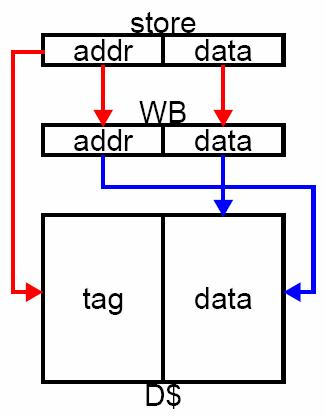 store
addr data
WB
addr data
tag data
D$